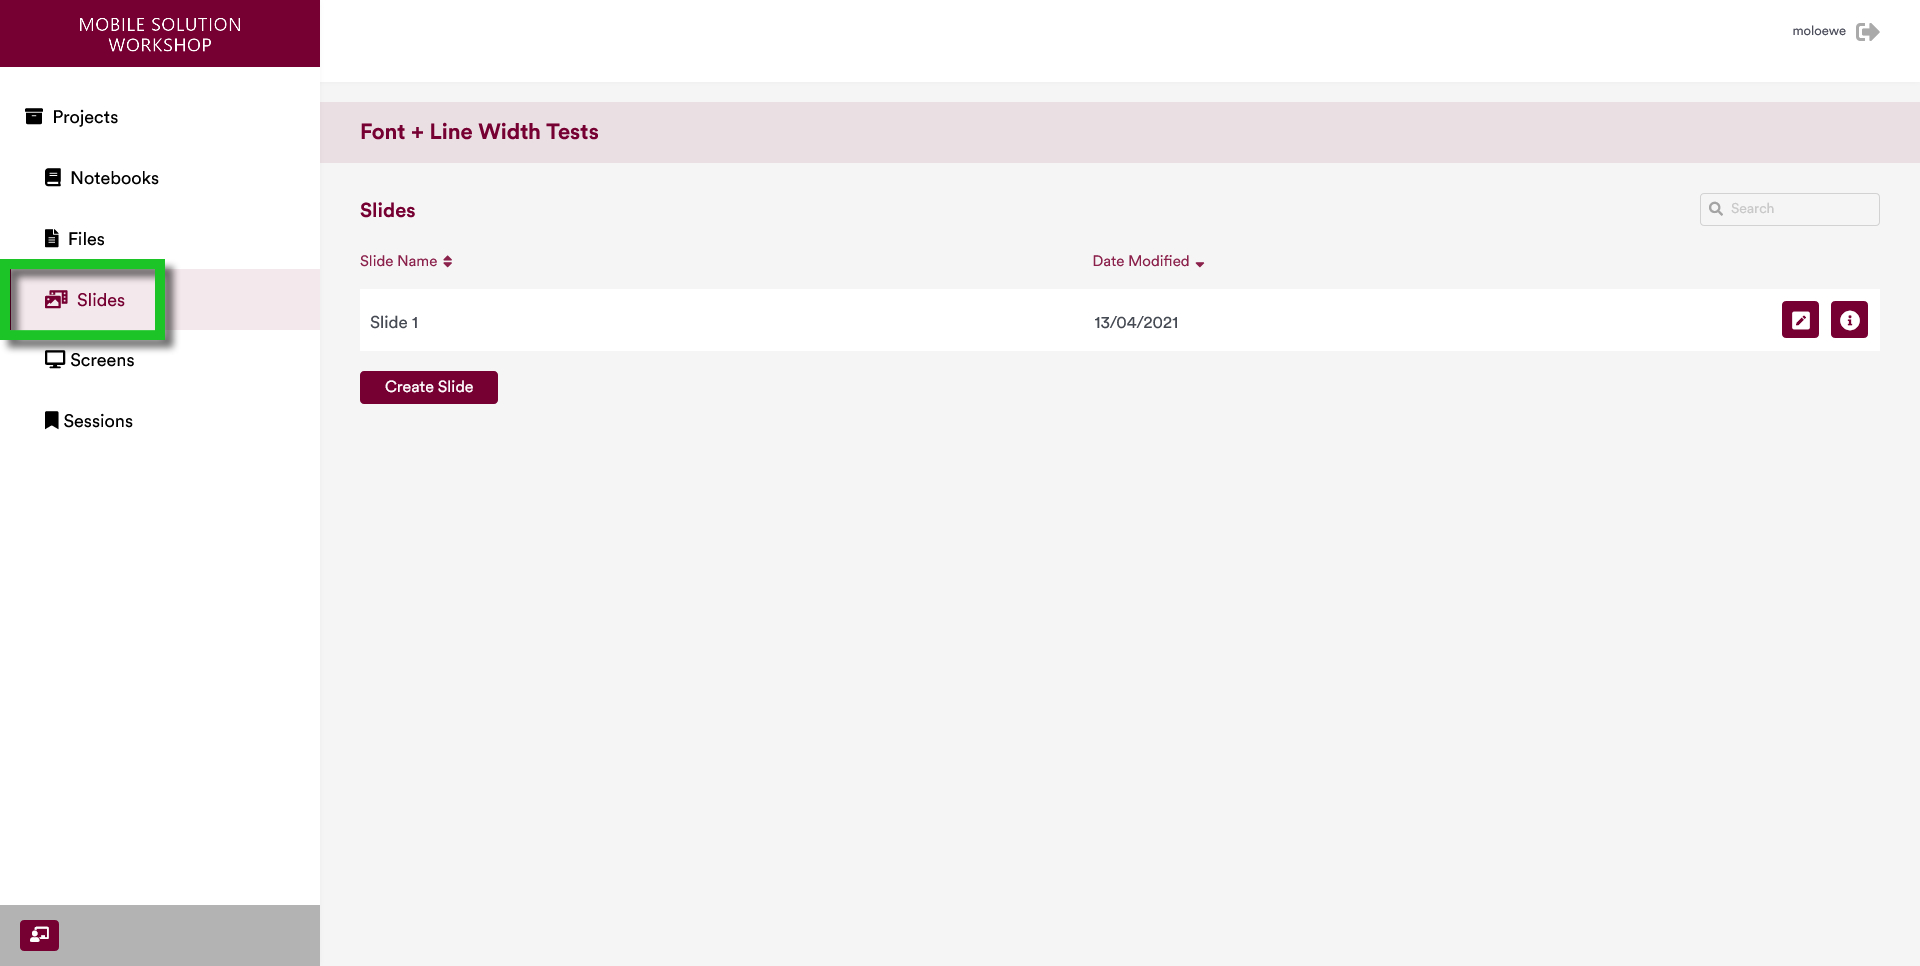 MOBILE SOLUTION
WORKSHOP
moloewe
Projects
Notebooks
Files
Slides
Screens
Sessions
Font + Line Width Tests
Slides
Search
Slide Name
Date Modified
Slide 1
13/04/2021
Create Slide